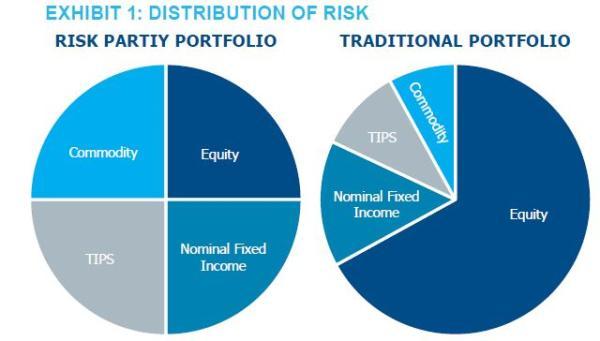 EXHIBIT 1: DISTRIBUTION OF RISK
RISK PARTIY PORTFOLIO
TRADITIONAL PORTFOLIO
Commodity
Equity
TIPS
Nominal Fixed
Income
Commodity
TIPS
Nominal Fixed
Income
Equity